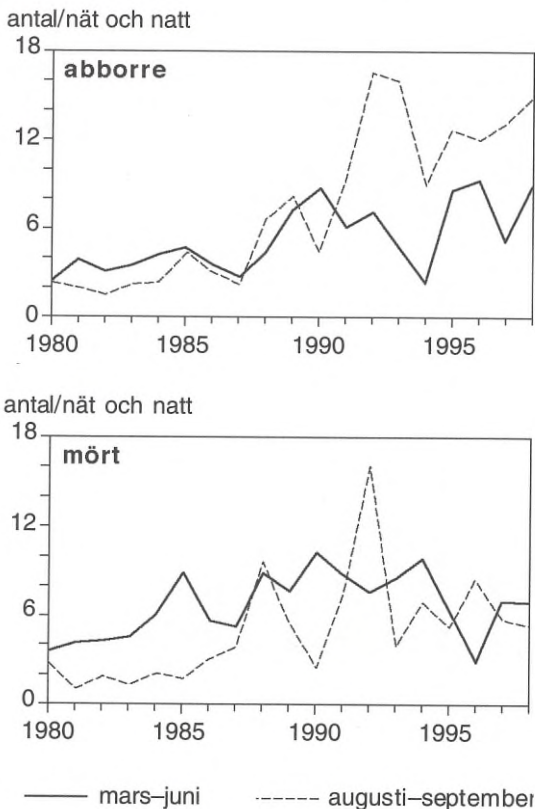 antal/nät och natt
18
abborre
12
6
0
1980 1985 1990 1995
antal/nät och natt
18
mört
12
6
0
1980 1985 1990 1995
mars–juni augusti–september